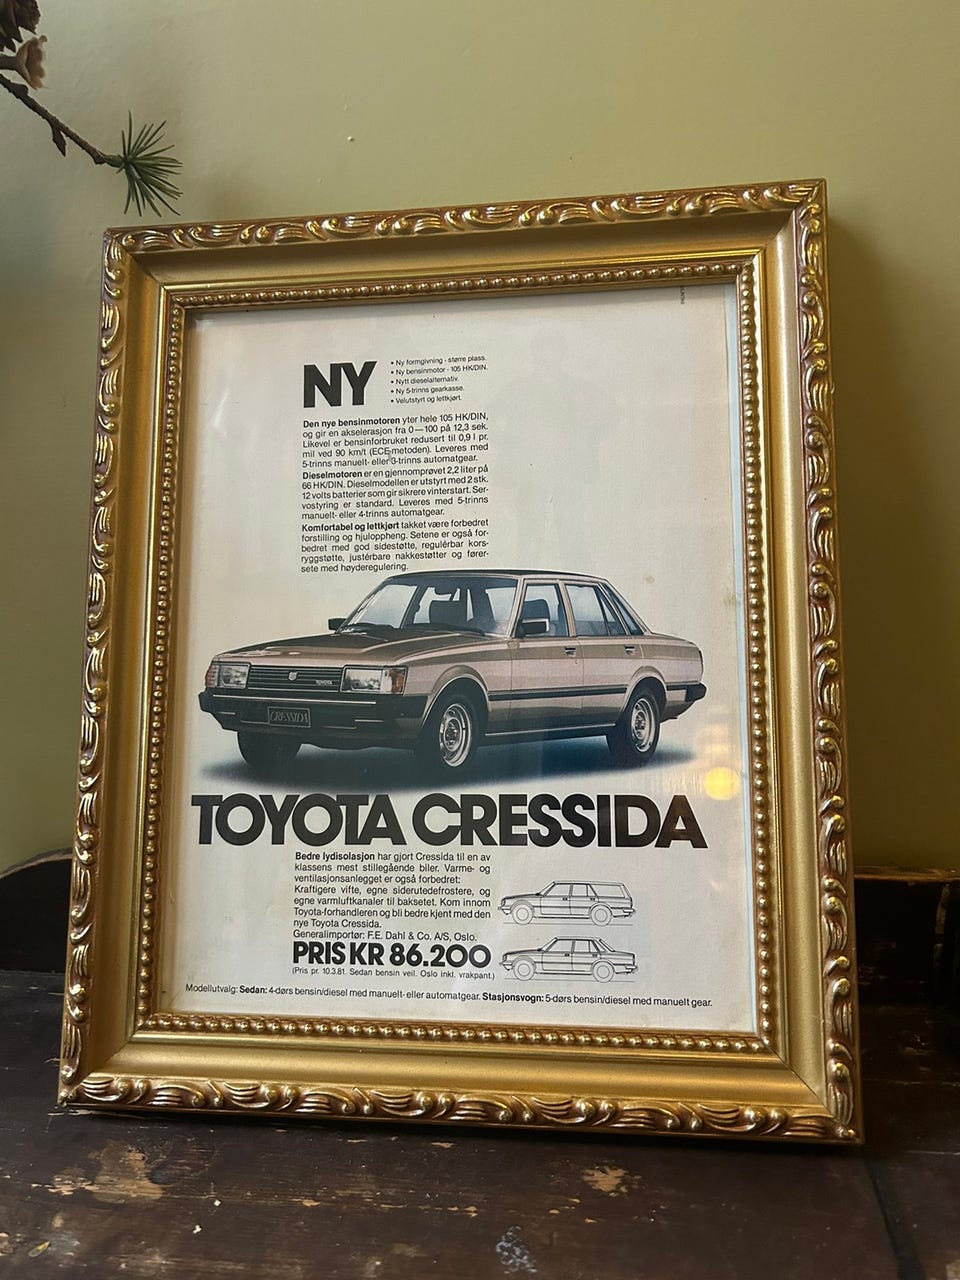 NY
• Ny formgivning - større plass.
• Ny bensinmotor - 105 HK/DIN.
• Nytt dieselalternativ.
• Ny 5-trinns gearkasse.
• Velutstyrt og lettkjørt.
Den nye bensinmotoren yter hele 105 HK/DIN,
og gir en akselerasjon fra 0—100 på 12,3 sek.
Likevel er bensinforbruket redusert til 0,9 l pr.
mil ved 90 km/t (ECE-metoden). Leveres med
5-trinns manuelt- eller 3-trinns automatgear.
Dieselmotoren er en gjennomprøvet 2,2 liter på
66 HK/DIN. Dieselmodellen er utstyrt med 2 stk.
12 volts batterier som gir sikrere vinterstart. Ser-
vostyring er standard. Leveres med 5-trinns
manuelt- eller 4-trinns automatgear.
Komfortabel og lettkjørt takket være forbedret
forstilling og hjuloppheng. Setene er også for-
bedret med god sidestøtte, regulérbar kors-
ryggstøtte, justérbare nakkestøtter og fører-
sete med høyderegulering.
TOYOTA
CRESSIDA
TOYOTA CRESSIDA
Bedre lydisolasjon har gjort Cressida til en av
klassens mest stillegående biler. Varme- og
ventilasjonsanlegget er også forbedret:
Kraftigere vifte, egne siderutedefrostere, og
egne varmluftkanaler til baksetet. Kom innom
Toyota-forhandleren og bli bedre kjent med den
nye Toyota Cressida.
Generalimportør: F.E. Dahl & Co. A/S, Oslo.
PRIS KR 86.200
(Pris pr. 10.3.81. Sedan bensin veil. Oslo inkl. vrakpant.)
Modellutvalg: Sedan: 4-dørs bensin/diesel med manuelt- eller automatgear. Stasjonsvogn: 5-dørs bensin/diesel med manuelt gear.